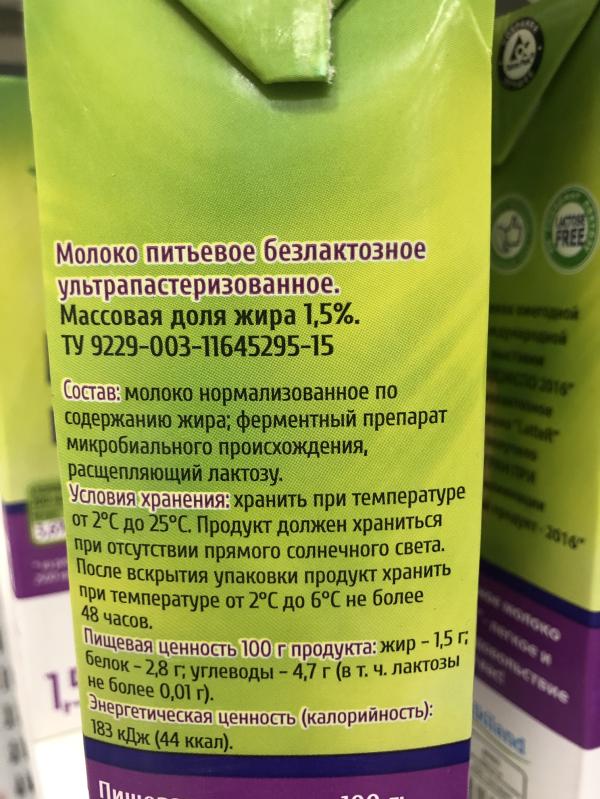 Молоко питьевое безлактозное
ультрапастеризованное.
Массовая доля жира 1,5%.
ТУ 9229-003-11645295-15
Состав: молоко нормализованное по
содержанию жира; ферментный препарат
микробиального происхождения,
расщепляющий лактозу.
Условия хранения: хранить при температуре
от 2°С до 25°С. Продукт должен храниться
при отсутствии прямого солнечного света.
После вскрытия упаковки продукт хранить
при температуре от 2°С до 6°С не более
48 часов.
Пищевая ценность 100 г продукта: жир – 1,5 г;
белок – 2,8 г; углеводы – 4,7 г (в т. ч. лактозы
не более 0,01 г).
Энергетическая ценность (калорийность):
183 кДж (44 ккал).
LACTOSE
FREE